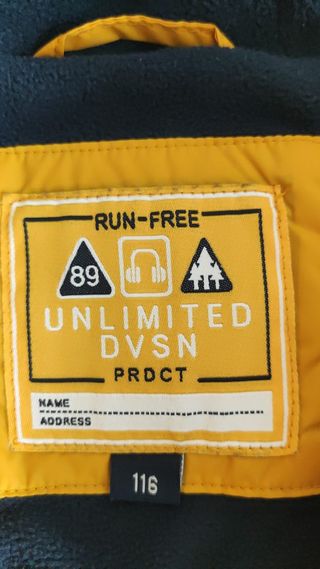 RUN-FREE
89
UNLIMITED
DVSN
PRDCT
NAME
ADDRESS
116